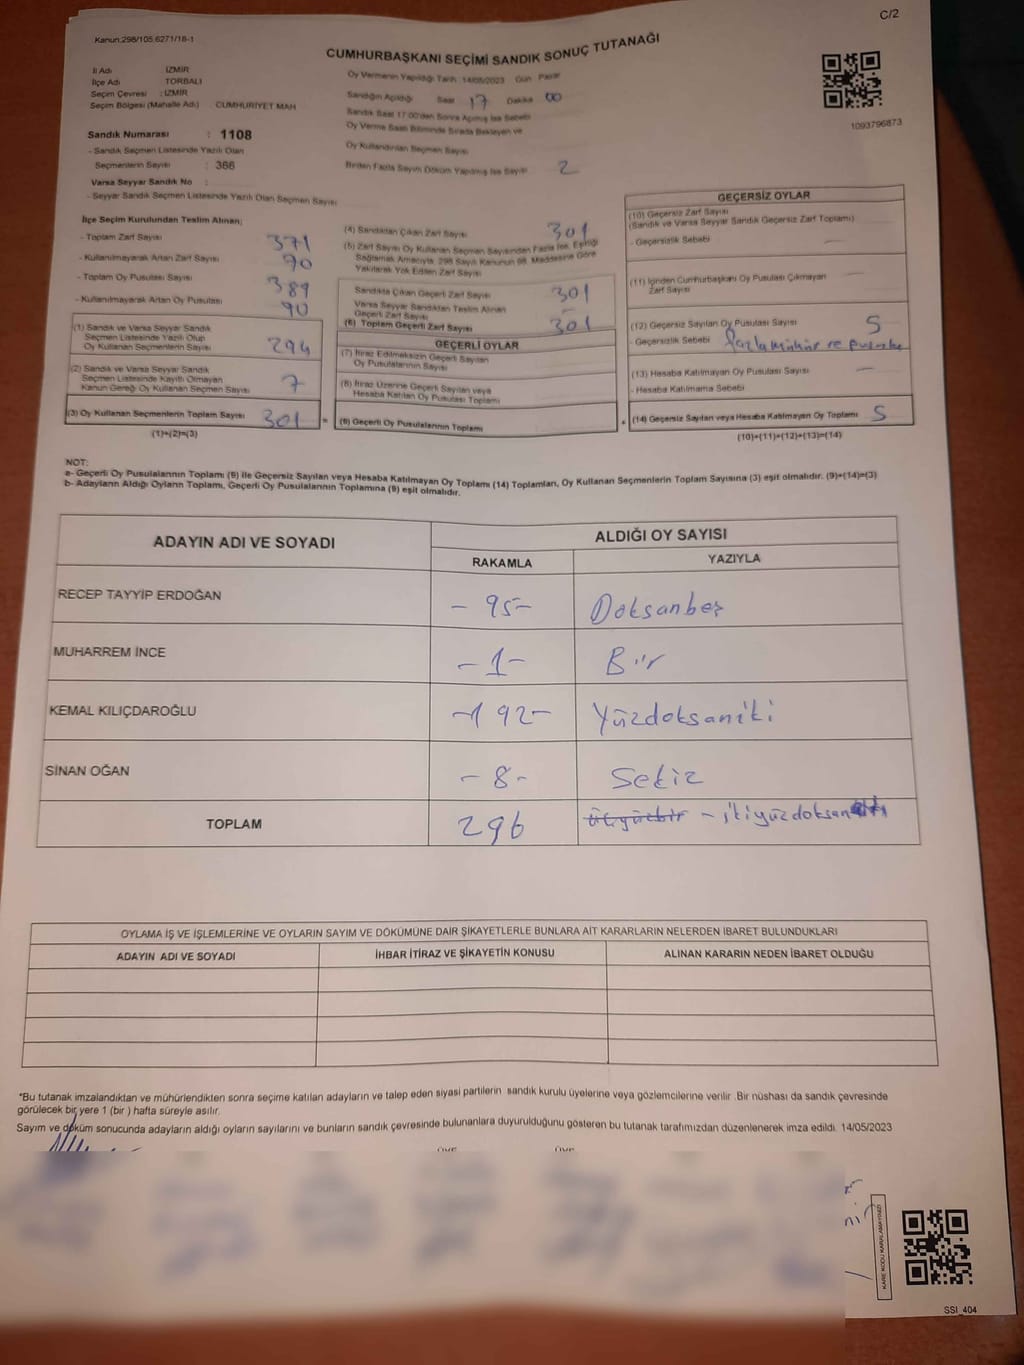 C/2
Kanun:298/105.6271/18-1
CUMHURBAŞKANI SEÇİMİ SANDIK SONUÇ TUTANAĞI
İl Adı İZMİR
İlçe Adı TORBALI
Seçim Çevresi : İZMİR
Seçim Bölgesi (Mahalle Adı) CUMHURİYET MAH
Sandık Numarası : 1108
- Sandık Seçmen Listesinde Yazılı Olan
Seçmenlerin Sayısı : 366
Varsa Seyyar Sandık No :
- Seyyar Sandık Seçmen Listesinde Yazılı Olan Seçmen Sayısı
Oy Vermenin Yapıldığı Tarih :14/05/2023 Gün Pazar
Sandığın Açıldığı Saat 17 Dakika 00
Sandık Saat 17.00'den Sonra Açılmış İse Sebebi
Oy Verme Saati Bitiminde Sırada Bekleyen ve
Oy Kullandırılan Seçmen Sayısı
Birden Fazla Sayım Döküm Yapılmış İse Sayısı 2
1093796873
İlçe Seçim Kurulundan Teslim Alınan;
- Toplam Zarf Sayısı 371
- Kullanılmayarak Artan Zarf Sayısı 70
- Toplam Oy Pusulası Sayısı 389
- Kullanılmayarak Artan Oy Pusulası 90
(1) Sandık ve Varsa Seyyar Sandık
Seçmen Listesinde Yazılı Olup
Oy Kullanan Seçmenlerin Sayısı 294
(2) Sandık ve Varsa Seyyar Sandık
Seçmen Listesinde Kayıtlı Olmayan
Kanun Gereği Oy Kullanan Seçmen Sayısı 7
(3) Oy Kullanan Seçmenlerin Toplam Sayısı 301 =
(1)+(2)=(3)
(4) Sandıktan Çıkan Zarf Sayısı 301
(5) Zarf Sayısı Oy Kullanan Seçmen Sayısından Fazla İse, Eşitliği
Sağlamak Amacıyla, 298 Sayılı Kanunun 98. Maddesine Göre
Yakılarak Yok Edilen Zarf Sayısı
Sandıkta Çıkan Geçerli Zarf Sayısı 301
Varsa Seyyar Sandıktan Teslim Alınan
Geçerli Zarf Sayısı –
(6) Toplam Geçerli Zarf Sayısı 301
GEÇERLİ OYLAR
(7) İtiraz Edilmeksizin Geçerli Sayılan
Oy Pusulasının Sayısı
(8) İtiraz Üzerine Geçerli Sayılan veya
Hesaba Katılan Oy Pusulası Toplamı
(9) Geçerli Oy Pusulalarının Toplamı +
GEÇERSİZ OYLAR
(10) Geçersiz Zarf Sayısı
(Sandık ve Varsa Seyyar Sandık Geçersiz Zarf Toplamı)
- Geçersizlik Sebebi —
(11) İçinden Cumhurbaşkanı Oy Pusulası Çıkmayan
Zarf Sayısı —
(12) Geçersiz Sayılan Oy Pusulası Sayısı 5
- Geçersizlik Sebebi fazla mühür ve pusula
(13) Hesaba Katılmayan Oy Pusulası Sayısı —
- Hesaba Katılmama Sebebi
(14) Geçersiz Sayılan veya Hesaba Katılmayan Oy Toplamı 5
(10)+(11)+(12)+(13)=(14)
NOT:
a- Geçerli Oy Pusulalarının Toplamı (9) ile Geçersiz Sayılan veya Hesaba Katılmayan Oy Toplamı (14) Toplamları, Oy Kullanan Seçmenlerin Toplam Sayısına (3) eşit olmalıdır. (9)+(14)=(3)
b- Adayların Aldığı Oyların Toplamı, Geçerli Oy Pusulalarının Toplamına (9) eşit olmalıdır.
ADAYIN ADI VE SOYADI ALDIĞI OY SAYISI
RAKAMLA YAZIYLA
RECEP TAYYİP ERDOĞAN - 95 - Doksanbeş
MUHARREM İNCE - 1 - Bir
KEMAL KILIÇDAROĞLU - 192 - Yüzdoksaniki
SİNAN OĞAN - 8 - Sekiz
TOPLAM 296 üçyüzbir - ikiyüzdoksanaltı
OYLAMA İŞ VE İŞLEMLERİNE VE OYLARIN SAYIM VE DÖKÜMÜNE DAİR ŞİKAYETLERLE BUNLARA AİT KARARLARIN NELERDEN İBARET BULUNDUKLARI
ADAYIN ADI VE SOYADI İHBAR İTİRAZ VE ŞİKAYETİN KONUSU ALINAN KARARIN NEDEN İBARET OLDUĞU
*Bu tutanak imzalandıktan ve mühürlendikten sonra seçime katılan adayların ve talep eden siyasi partilerin sandık kurulu üyelerine veya gözlemcilerine verilir .Bir nüshası da sandık çevresinde
görülecek bir yere 1 (bir ) hafta süreyle asılır.
Sayım ve döküm sonucunda adayların aldığı oyların sayılarını ve bunların sandık çevresinde bulunanlara duyurulduğunu gösteren bu tutanak tarafımızdan düzenlenerek imza edildi. 14/05/2023
ÜYE ÜYE
KARE KODU KARALAMAYINIZ!
SSI_404